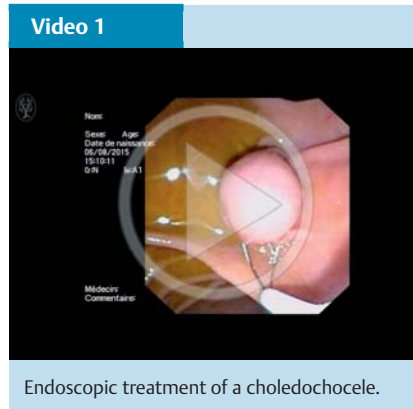 Video 1
Nom:
Sexe: Age:
Date de naissance:
06/08/2015
15:10:11
Médecin:
Commentaire:
Endoscopic treatment of a choledochocele.